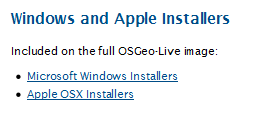 Windows and Apple Installers
Included on the full OSGeo-Live image:
Microsoft Windows Installers
Apple OSX Installers